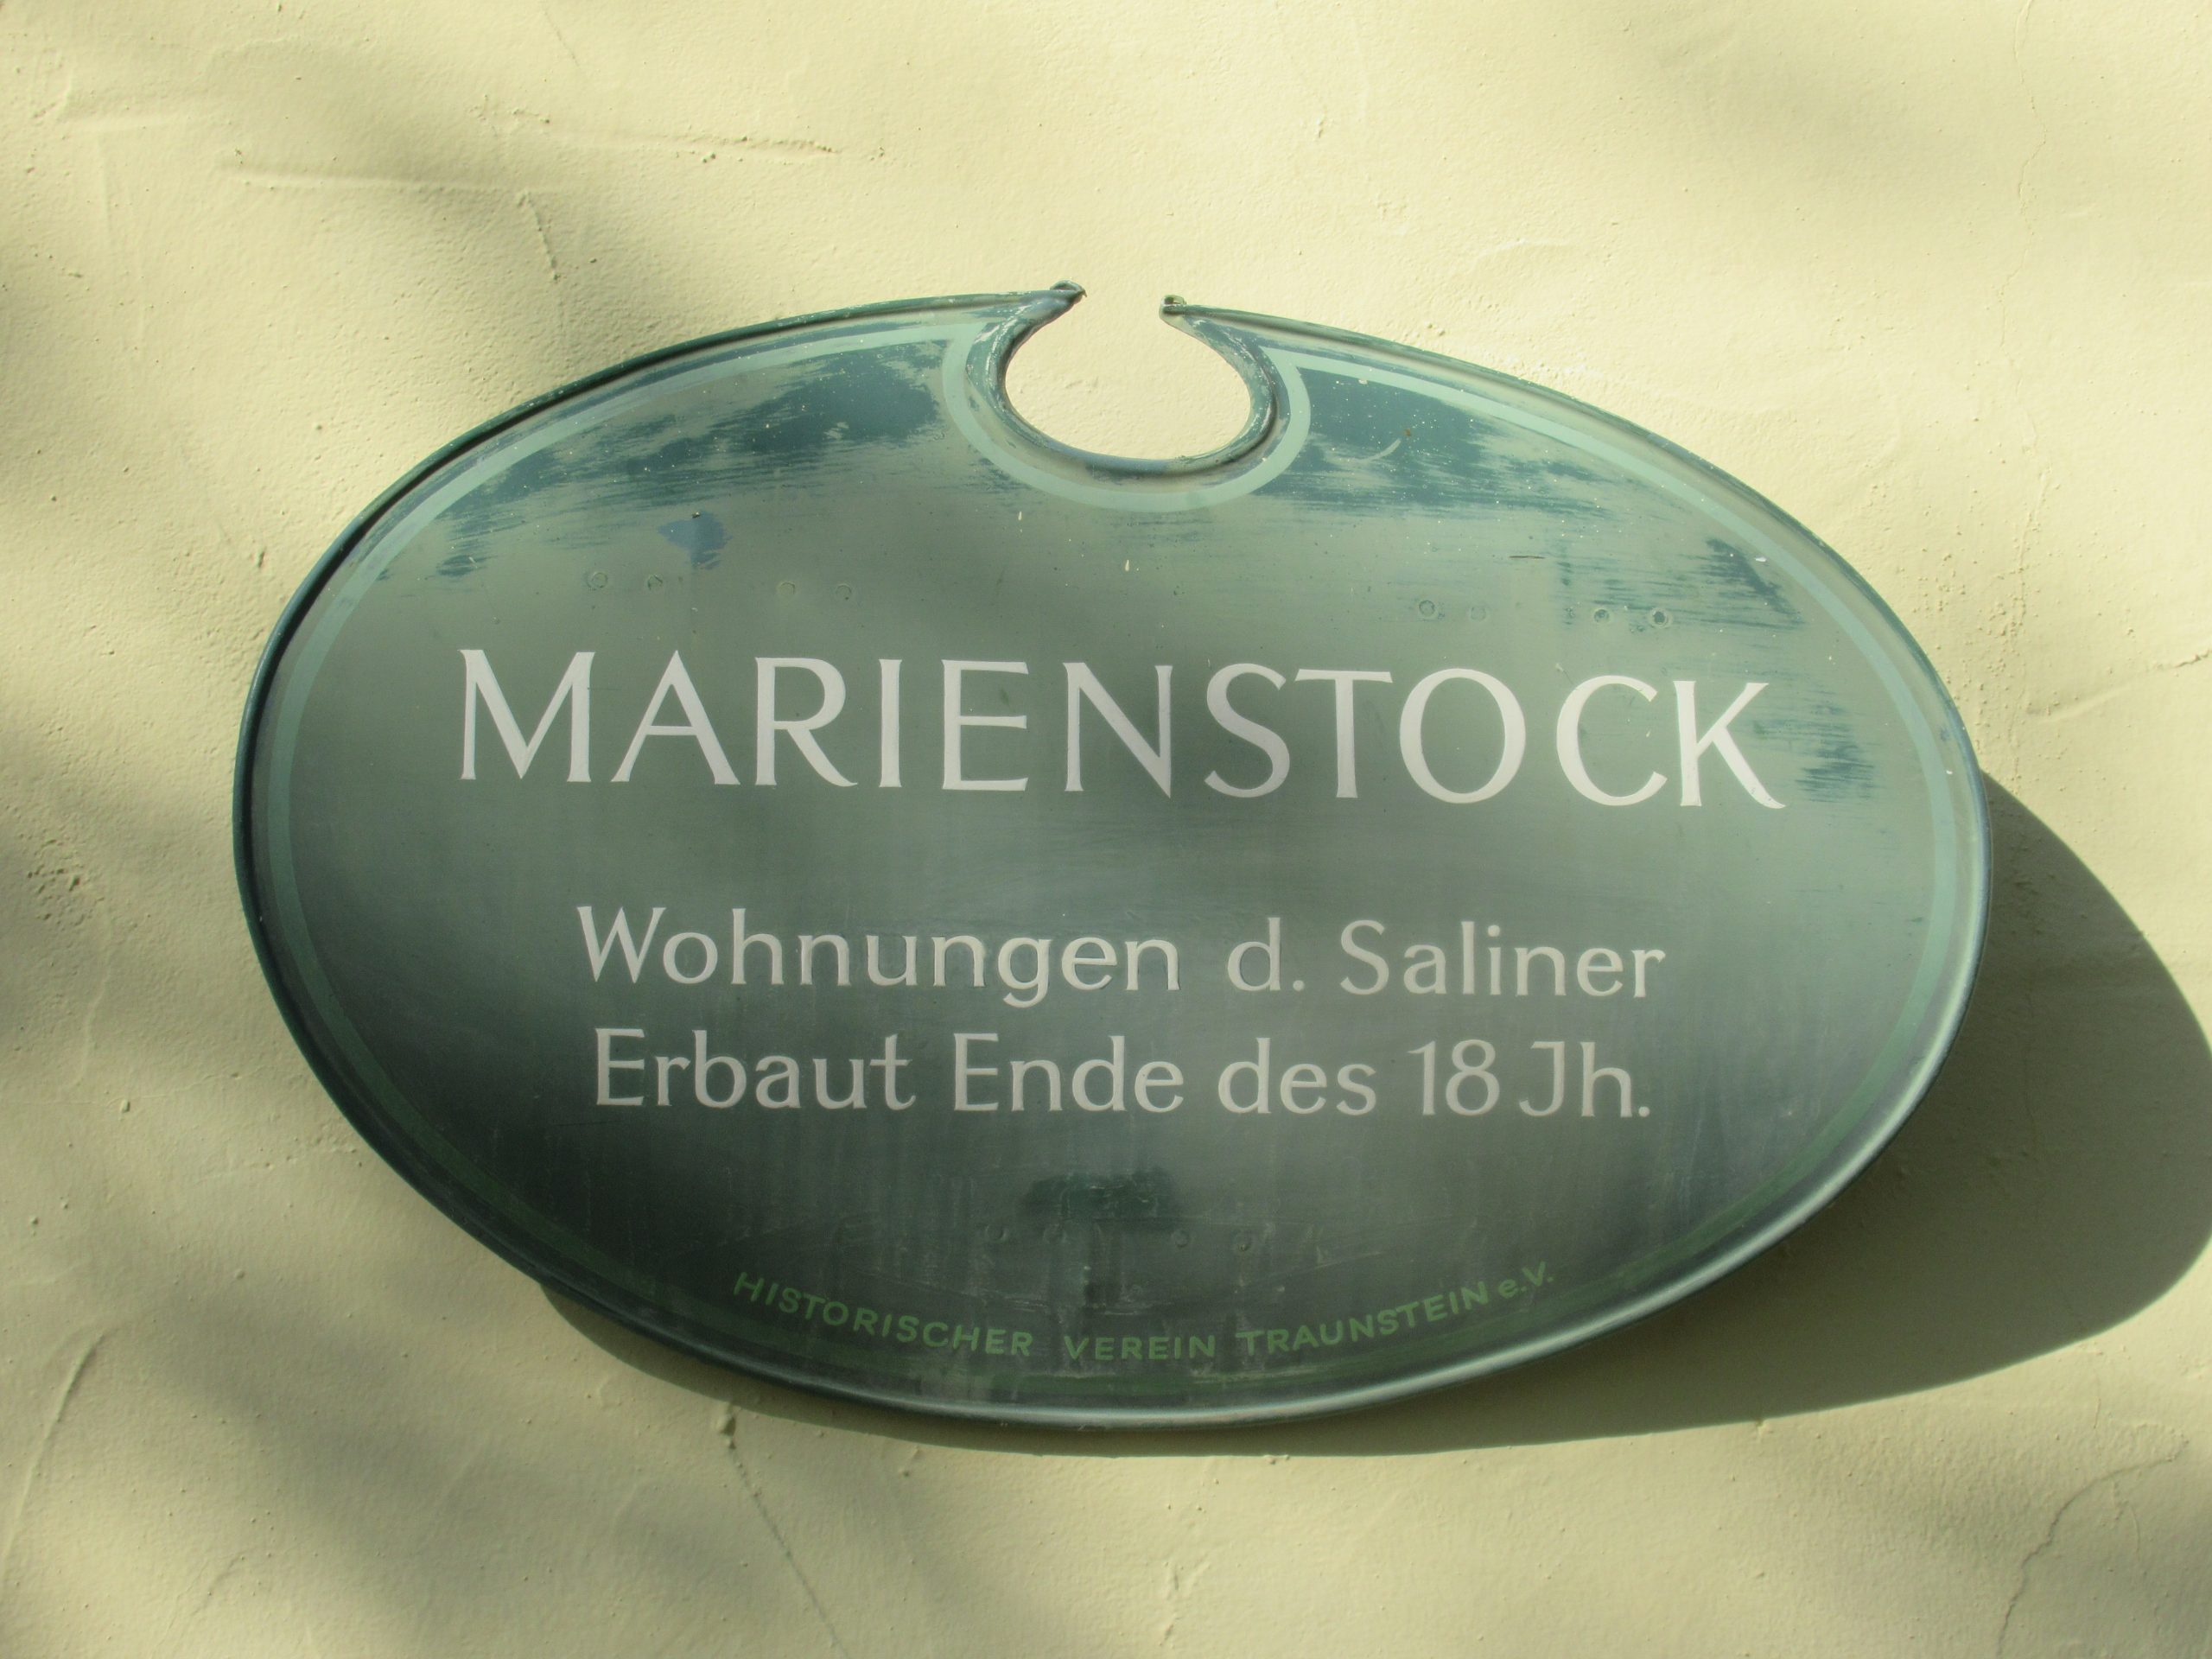 MARIENSTOCK
Wohnungen d. Saliner
Erbaut Ende des 18 Jh.
HISTORISCHER VEREIN TRAUNSTEIN e.V.